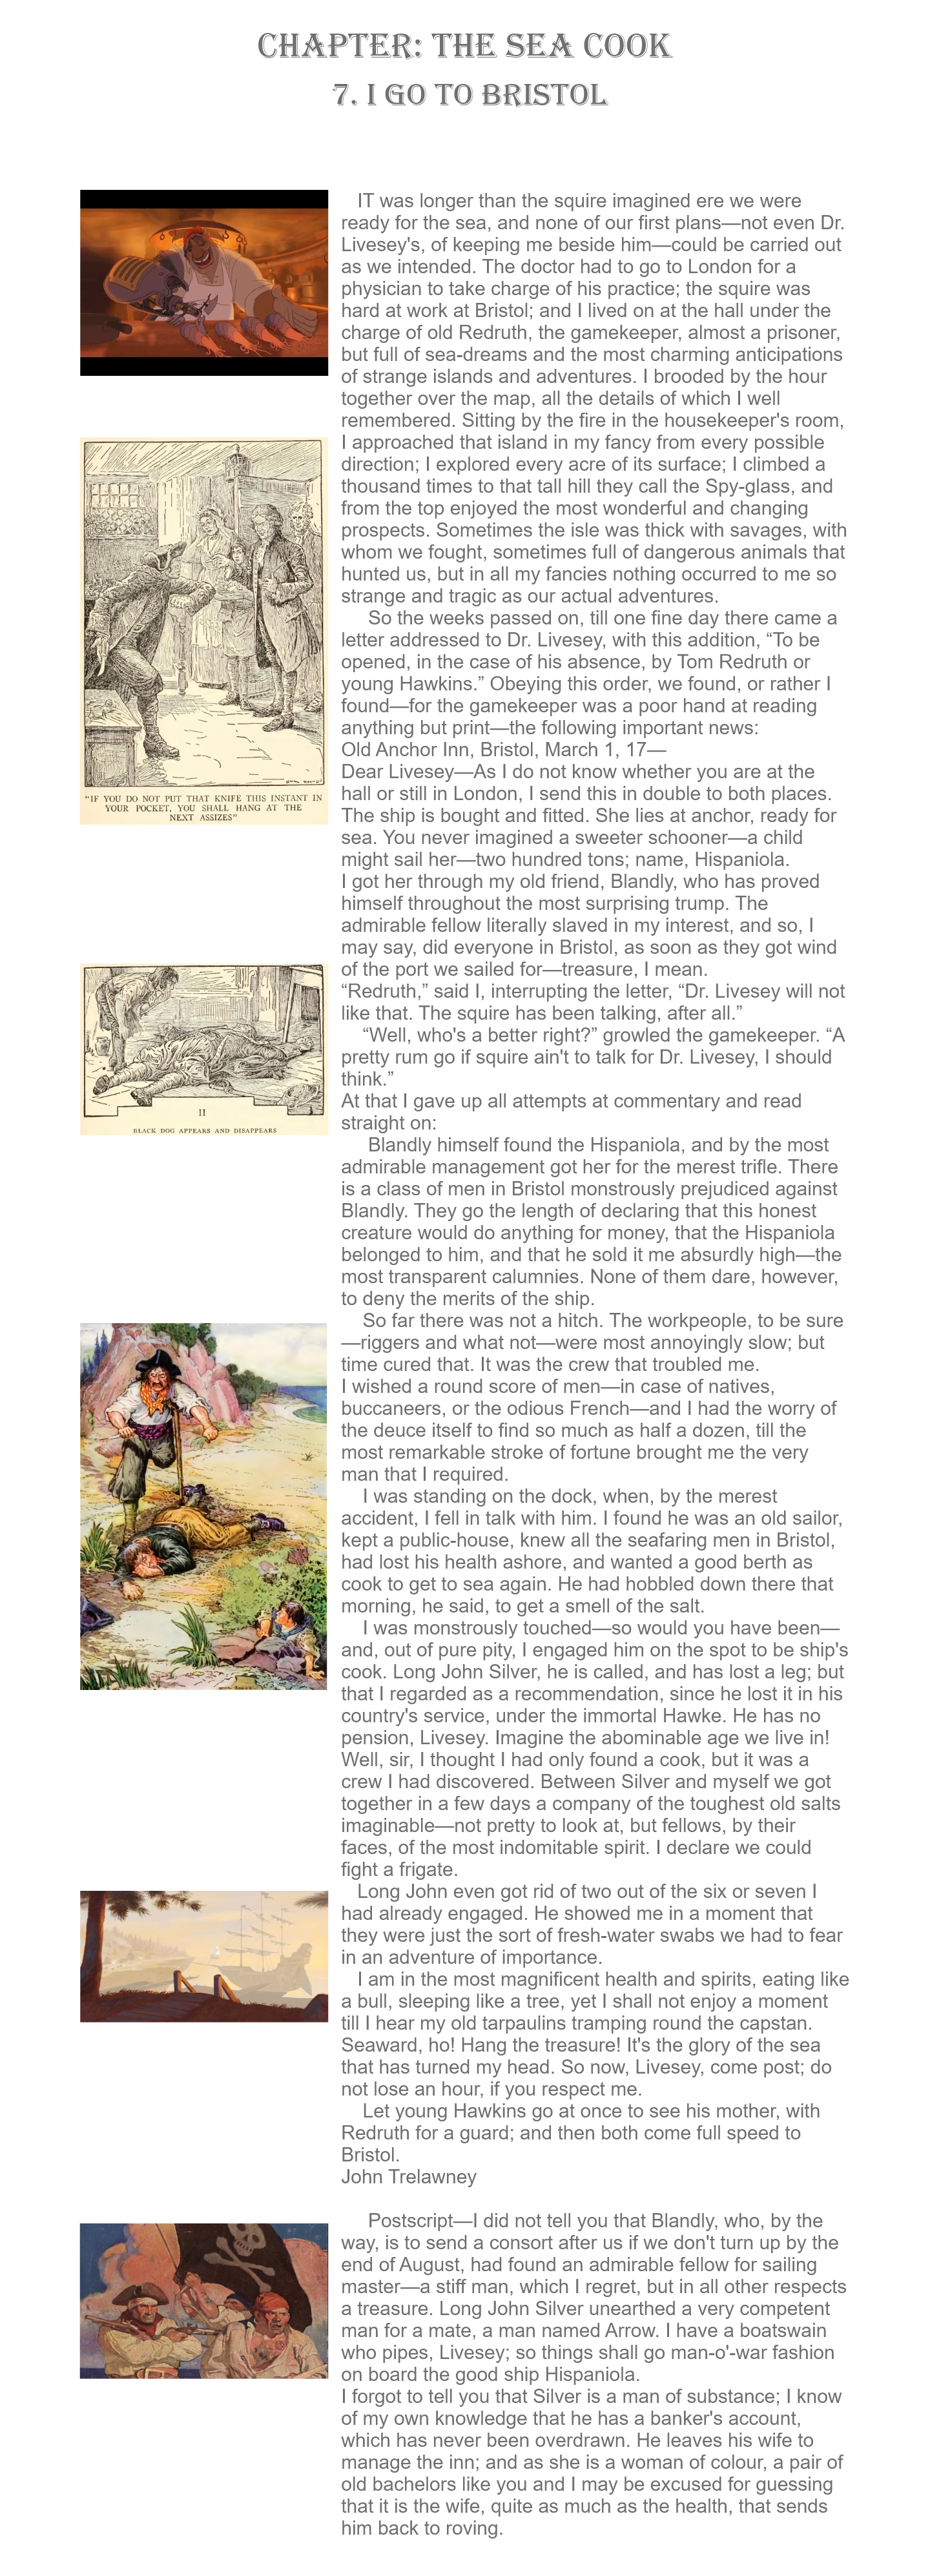 CHAPTER: THE SEA COOK
7. I GO TO BRISTOL
IT was longer than the squire imagined ere we were
ready for the sea, and none of our first plans—not even Dr.
Livesey's, of keeping me beside him—could be carried out
as we intended. The doctor had to go to London for a
physician to take charge of his practice; the squire was
hard at work at Bristol; and I lived on at the hall under the
charge of old Redruth, the gamekeeper, almost a prisoner,
but full of sea-dreams and the most charming anticipations
of strange islands and adventures. I brooded by the hour
together over the map, all the details of which I well
remembered. Sitting by the fire in the housekeeper's room,
I approached that island in my fancy from every possible
direction; I explored every acre of its surface; I climbed a
thousand times to that tall hill they call the Spy-glass, and
from the top enjoyed the most wonderful and changing
prospects. Sometimes the isle was thick with savages, with
whom we fought, sometimes full of dangerous animals that
hunted us, but in all my fancies nothing occurred to me so
strange and tragic as our actual adventures.
So the weeks passed on, till one fine day there came a
letter addressed to Dr. Livesey, with this addition, “To be
opened, in the case of his absence, by Tom Redruth or
young Hawkins.” Obeying this order, we found, or rather I
found—for the gamekeeper was a poor hand at reading
anything but print—the following important news:
Old Anchor Inn, Bristol, March 1, 17—
Dear Livesey—As I do not know whether you are at the
hall or still in London, I send this in double to both places.
The ship is bought and fitted. She lies at anchor, ready for
sea. You never imagined a sweeter schooner—a child
might sail her—two hundred tons; name, Hispaniola.
I got her through my old friend, Blandly, who has proved
himself throughout the most surprising trump. The
admirable fellow literally slaved in my interest, and so, I
may say, did everyone in Bristol, as soon as they got wind
of the port we sailed for—treasure, I mean.
“Redruth,” said I, interrupting the letter, “Dr. Livesey will not
like that. The squire has been talking, after all.”
“Well, who's a better right?” growled the gamekeeper. “A
pretty rum go if squire ain't to talk for Dr. Livesey, I should
think.”
At that I gave up all attempts at commentary and read
straight on:
Blandly himself found the Hispaniola, and by the most
admirable management got her for the merest trifle. There
is a class of men in Bristol monstrously prejudiced against
Blandly. They go the length of declaring that this honest
creature would do anything for money, that the Hispaniola
belonged to him, and that he sold it me absurdly high—the
most transparent calumnies. None of them dare, however,
to deny the merits of the ship.
So far there was not a hitch. The workpeople, to be sure
—riggers and what not—were most annoyingly slow; but
time cured that. It was the crew that troubled me.
I wished a round score of men—in case of natives,
buccaneers, or the odious French—and I had the worry of
the deuce itself to find so much as half a dozen, till the
most remarkable stroke of fortune brought me the very
man that I required.
I was standing on the dock, when, by the merest
accident, I fell in talk with him. I found he was an old sailor,
kept a public-house, knew all the seafaring men in Bristol,
had lost his health ashore, and wanted a good berth as
cook to get to sea again. He had hobbled down there that
morning, he said, to get a smell of the salt.
I was monstrously touched—so would you have been—
and, out of pure pity, I engaged him on the spot to be ship's
cook. Long John Silver, he is called, and has lost a leg; but
that I regarded as a recommendation, since he lost it in his
country's service, under the immortal Hawke. He has no
pension, Livesey. Imagine the abominable age we live in!
Well, sir, I thought I had only found a cook, but it was a
crew I had discovered. Between Silver and myself we got
together in a few days a company of the toughest old salts
imaginable—not pretty to look at, but fellows, by their
faces, of the most indomitable spirit. I declare we could
fight a frigate.
Long John even got rid of two out of the six or seven I
had already engaged. He showed me in a moment that
they were just the sort of fresh-water swabs we had to fear
in an adventure of importance.
I am in the most magnificent health and spirits, eating like
a bull, sleeping like a tree, yet I shall not enjoy a moment
till I hear my old tarpaulins tramping round the capstan.
Seaward, ho! Hang the treasure! It's the glory of the sea
that has turned my head. So now, Livesey, come post; do
not lose an hour, if you respect me.
Let young Hawkins go at once to see his mother, with
Redruth for a guard; and then both come full speed to
Bristol.
John Trelawney
Postscript—I did not tell you that Blandly, who, by the
way, is to send a consort after us if we don't turn up by the
end of August, had found an admirable fellow for sailing
master—a stiff man, which I regret, but in all other respects
a treasure. Long John Silver unearthed a very competent
man for a mate, a man named Arrow. I have a boatswain
who pipes, Livesey; so things shall go man-o'-war fashion
on board the good ship Hispaniola.
I forgot to tell you that Silver is a man of substance; I know
of my own knowledge that he has a banker's account,
which has never been overdrawn. He leaves his wife to
manage the inn; and as she is a woman of colour, a pair of
old bachelors like you and I may be excused for guessing
that it is the wife, quite as much as the health, that sends
him back to roving.
"IF YOU DO NOT PUT THAT KNIFE THIS INSTANT IN
YOUR POCKET, YOU SHALL HANG AT THE
NEXT ASSIZES"
II
BLACK DOG APPEARS AND DISAPPEARS